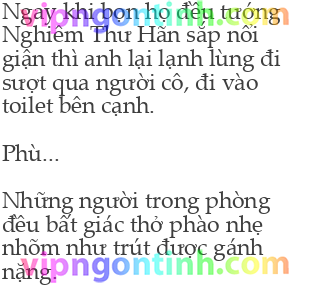 Ngay khi bọn họ đều tưởng
Nghiêm Thư Hãn sắp nổi
giận thì anh lại lạnh lùng đi
sượt qua người cô, đi vào
toilet bên cạnh.
Phù...
Những người trong phòng
đều bất giác thở phào nhẹ
nhõm như trút được gánh
nặng.
vipngontinh.com
vipngontinh.com